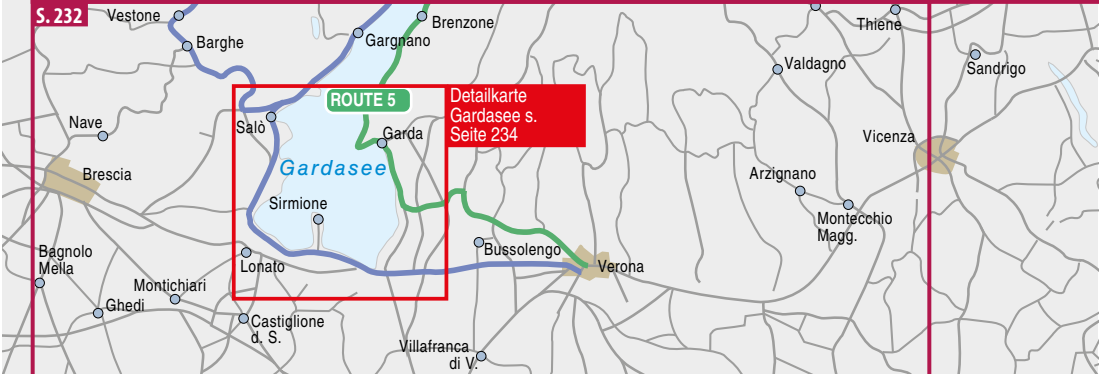 S. 232
Vestone
Brenzone
Thiene
Barghe
Gargnano
Valdagno
Sandrigo
ROUTE 5
Detailkarte
Gardasee s.
Seite 234
Nave
Salò
Garda
Vicenza
Brescia
Gardasee
Arzignano
Sirmione
Montecchio
Magg.
Bagnolo
Mella
Lonato
Bussolengo
Verona
Montichiari
Ghedi
Castiglione
d. S.
Villafranca
di V.